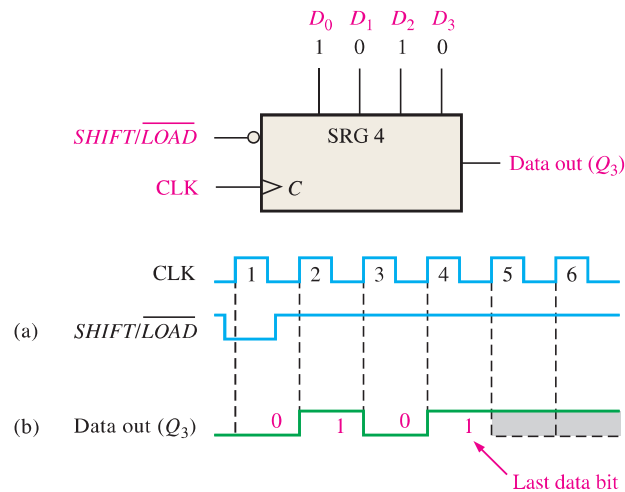 D0 D1 D2 D3
1 0 1 0
SHIFT/LOAD
SRG 4
Data out (Q3)
CLK
C
CLK 1 2 3 4 5 6
(a) SHIFT/LOAD
(b) Data out (Q3) 0 1 0 1
Last data bit